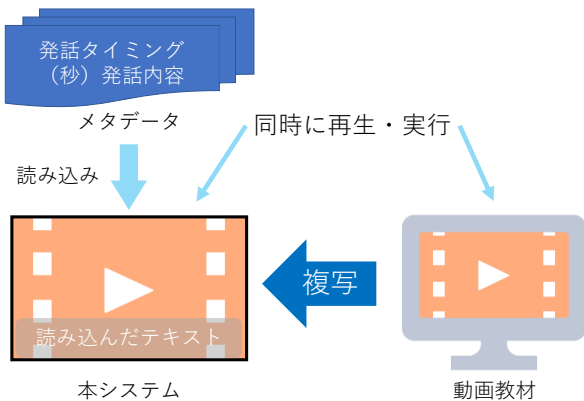 発話タイミング
（秒）発話内容
メタデータ
同時に再生・実行
読み込み
複写
読み込んだテキスト
本システム
動画教材